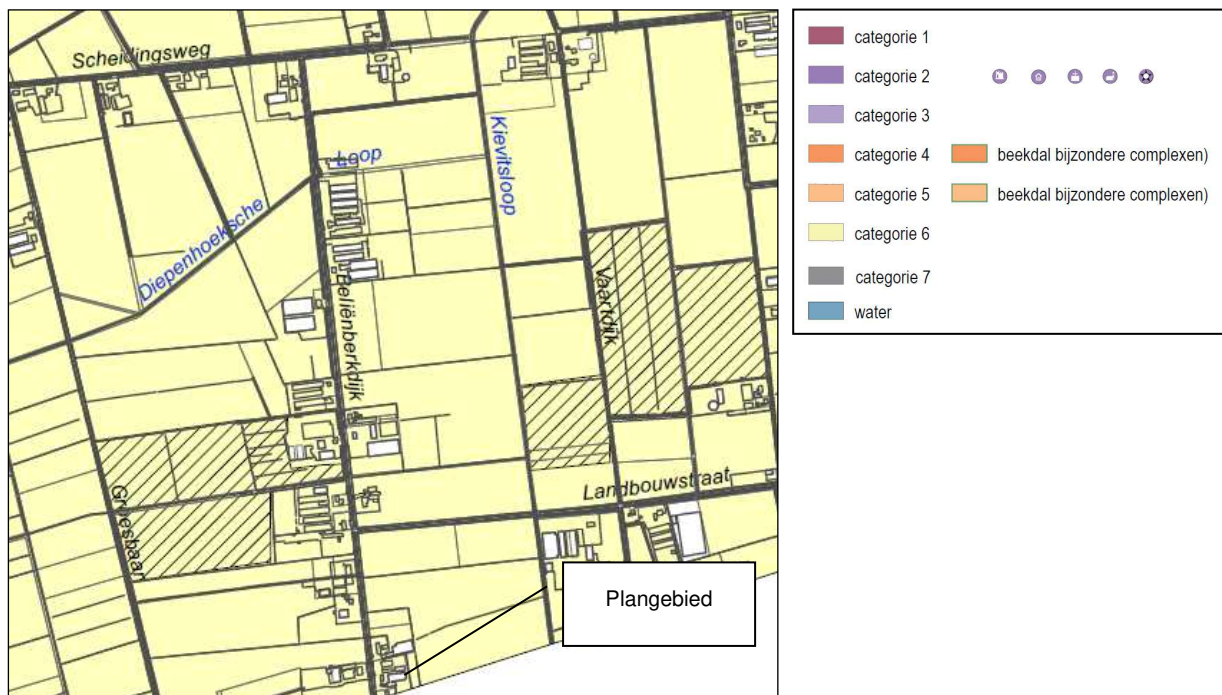 Scheidingsweg
Loop
Kievitsloop
Diepenhoeksche
Beliënberkdijk
Vaartdijk
Groesbaan
Landbouwstraat
Plangebied
categorie 1
categorie 2
categorie 3
categorie 4 beekdal bijzondere complexen)
categorie 5 beekdal bijzondere complexen)
categorie 6
categorie 7
water